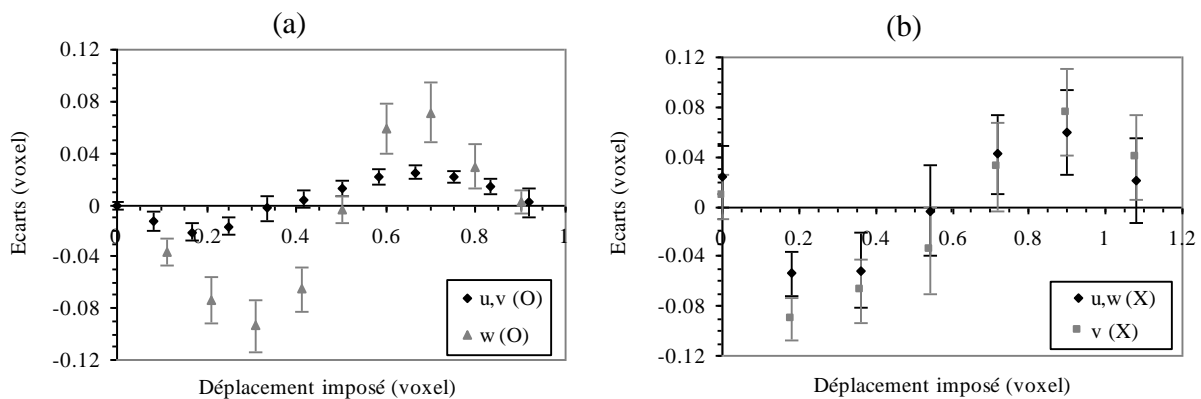 (a)
0.12
0.08
0.04
0
-0.04
-0.08
-0.12
0 0.2 0.4 0.6 0.8 1
Ecarts (voxel)
Déplacement imposé (voxel)
u,v (O)
w (O)
(b)
0.12
0.08
0.04
0
-0.04
-0.08
-0.12
0 0.2 0.4 0.6 0.8 1 1.2
Ecarts (voxel)
Déplacement imposé (voxel)
u,w (X)
v (X)